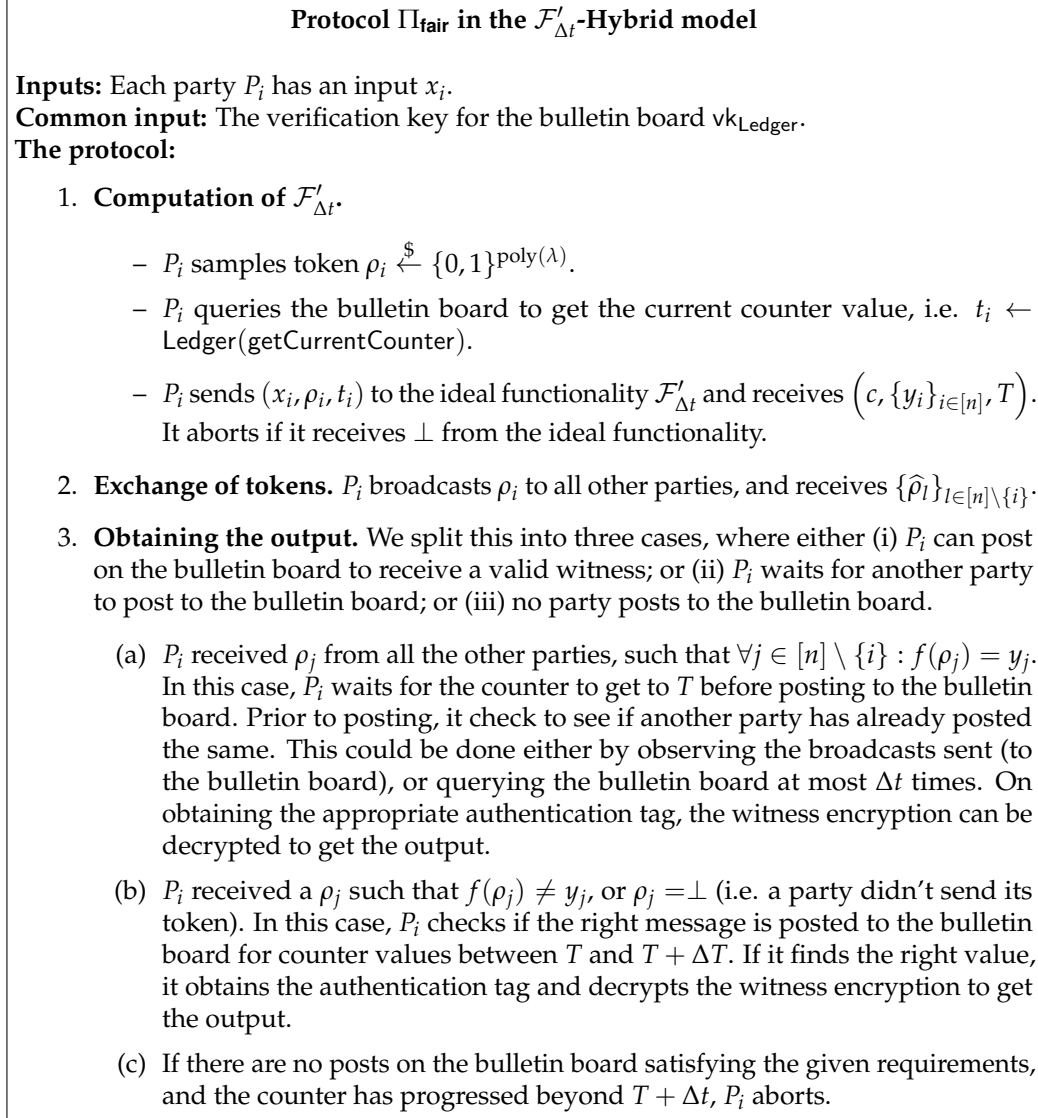 Protocol Π_fair in the F′_Δt-Hybrid model
Inputs: Each party P_i has an input x_i.
Common input: The verification key for the bulletin board vk_Ledger.
The protocol:
1. Computation of F′_Δt.
– P_i samples token ρ_i ←$ {0, 1}^poly(λ).
– P_i queries the bulletin board to get the current counter value, i.e. t_i ←
Ledger(getCurrentCounter).
– P_i sends (x_i, ρ_i, t_i) to the ideal functionality F′_Δt and receives (c, {y_i}_{i∈[n]}, T).
It aborts if it receives ⊥ from the ideal functionality.
2. Exchange of tokens. P_i broadcasts ρ_i to all other parties, and receives {ρ̂_l}_{l∈[n]\{i}}.
3. Obtaining the output. We split this into three cases, where either (i) P_i can post
on the bulletin board to receive a valid witness; or (ii) P_i waits for another party
to post to the bulletin board; or (iii) no party posts to the bulletin board.
(a) P_i received ρ_j from all the other parties, such that ∀j ∈ [n] \ {i} : f(ρ_j) = y_j.
In this case, P_i waits for the counter to get to T before posting to the bulletin
board. Prior to posting, it check to see if another party has already posted
the same. This could be done either by observing the broadcasts sent (to
the bulletin board), or querying the bulletin board at most Δt times. On
obtaining the appropriate authentication tag, the witness encryption can be
decrypted to get the output.
(b) P_i received a ρ_j such that f(ρ_j) ≠ y_j, or ρ_j =⊥ (i.e. a party didn't send its
token). In this case, P_i checks if the right message is posted to the bulletin
board for counter values between T and T + ΔT. If it finds the right value,
it obtains the authentication tag and decrypts the witness encryption to get
the output.
(c) If there are no posts on the bulletin board satisfying the given requirements,
and the counter has progressed beyond T + Δt, P_i aborts.